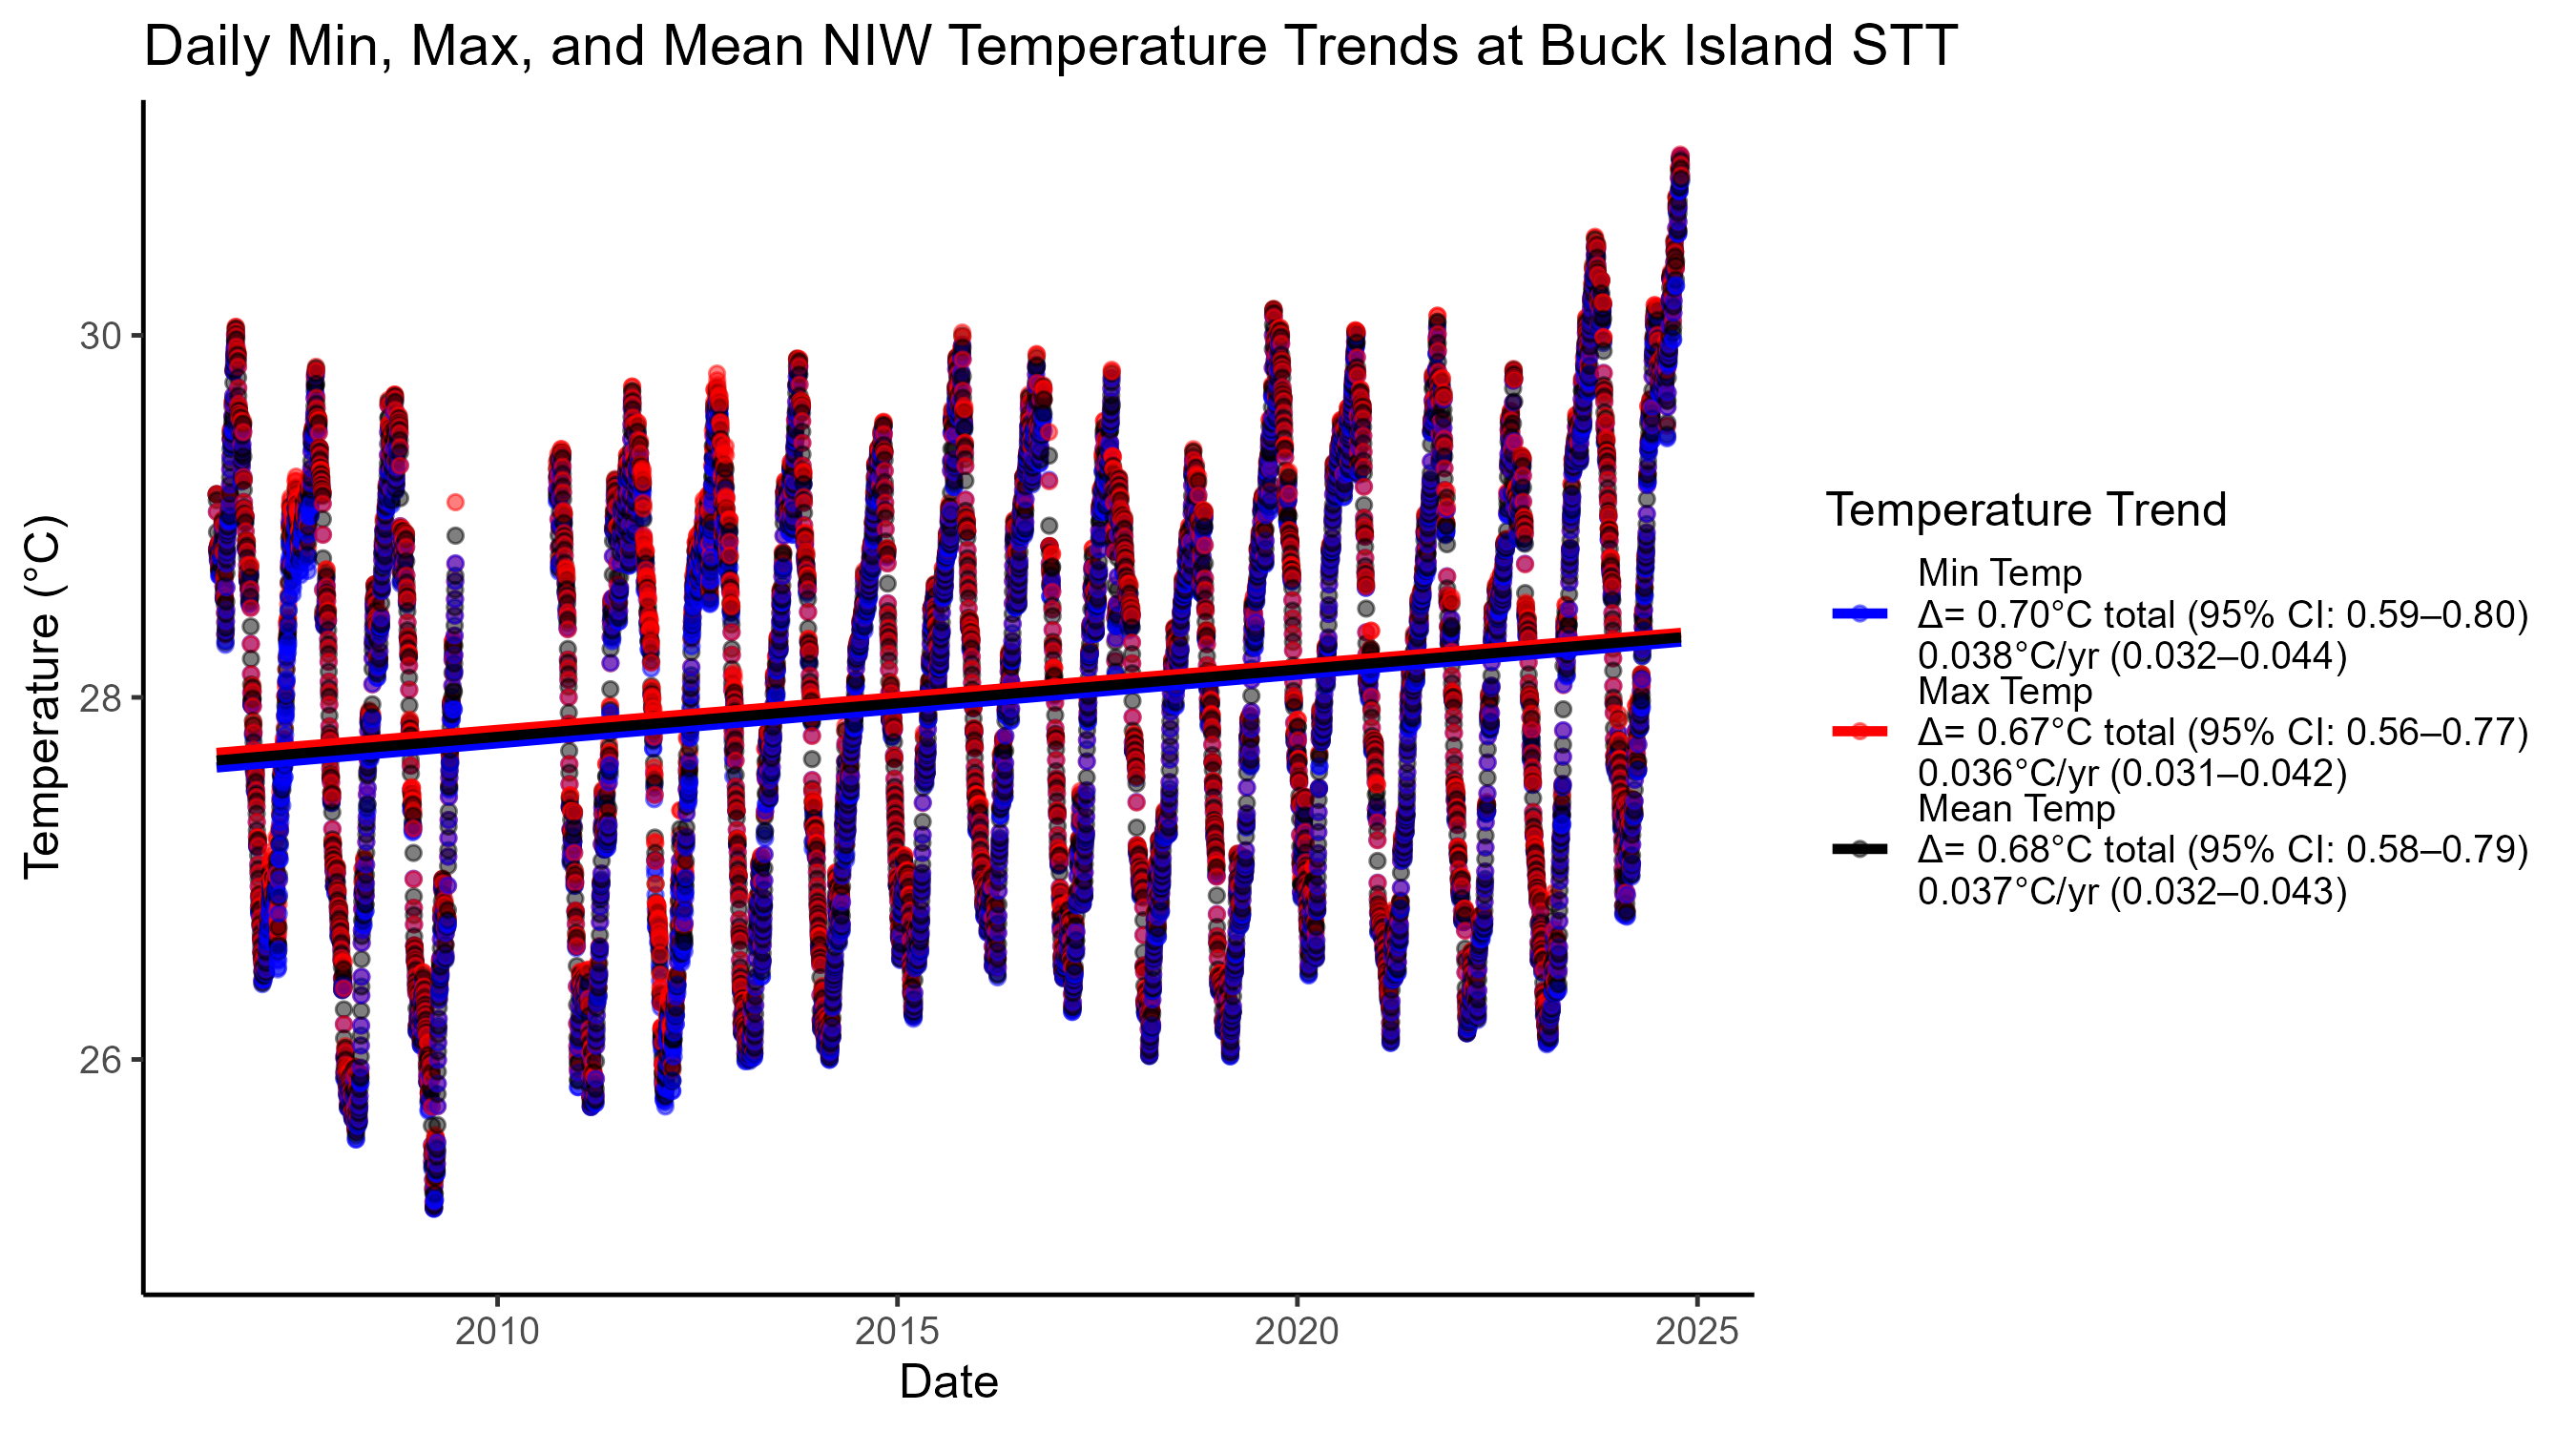 Daily Min, Max, and Mean NIW Temperature Trends at Buck Island STT
Temperature (°C)
30
28
26
2010
2015
2020
2025
Date
Temperature Trend
Min Temp
Δ= 0.70°C total (95% CI: 0.59–0.80)
0.038°C/yr (0.032–0.044)
Max Temp
Δ= 0.67°C total (95% CI: 0.56–0.77)
0.036°C/yr (0.031–0.042)
Mean Temp
Δ= 0.68°C total (95% CI: 0.58–0.79)
0.037°C/yr (0.032–0.043)